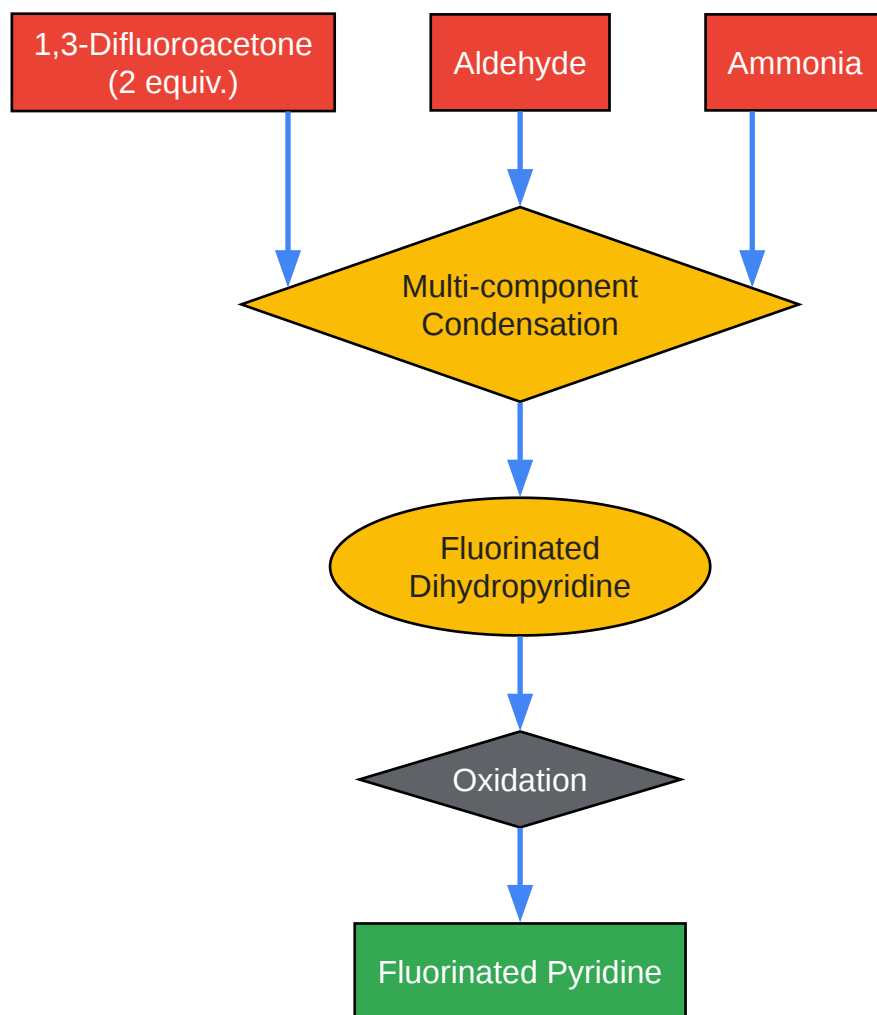 1,3-Difluoroacetone
(2 equiv.)
Aldehyde
Ammonia
Multi-component
Condensation
Fluorinated
Dihydropyridine
Oxidation
Fluorinated Pyridine